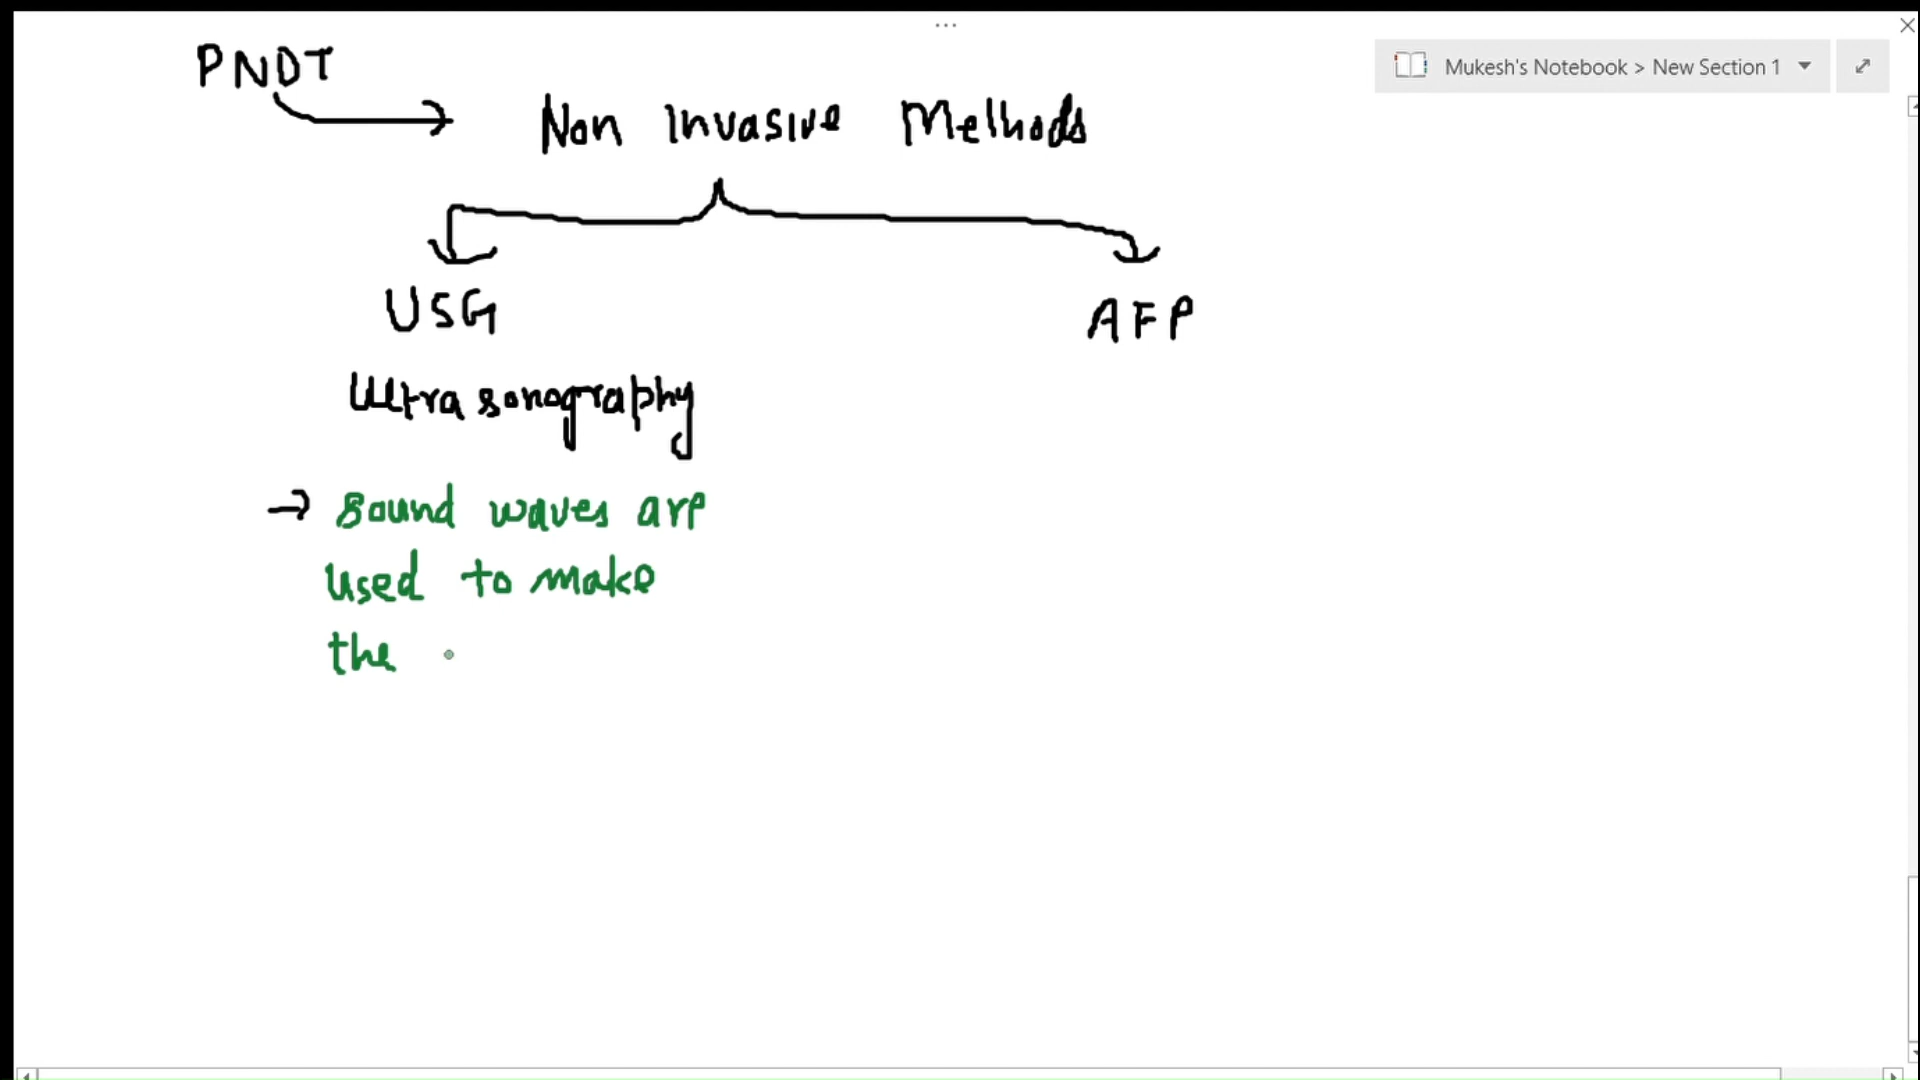 PNDT
Mukesh's Notebook > New Section 1
Non Invasive Methods
USG
AFP
Ultrasonography
→ Sound waves are
used to make
the